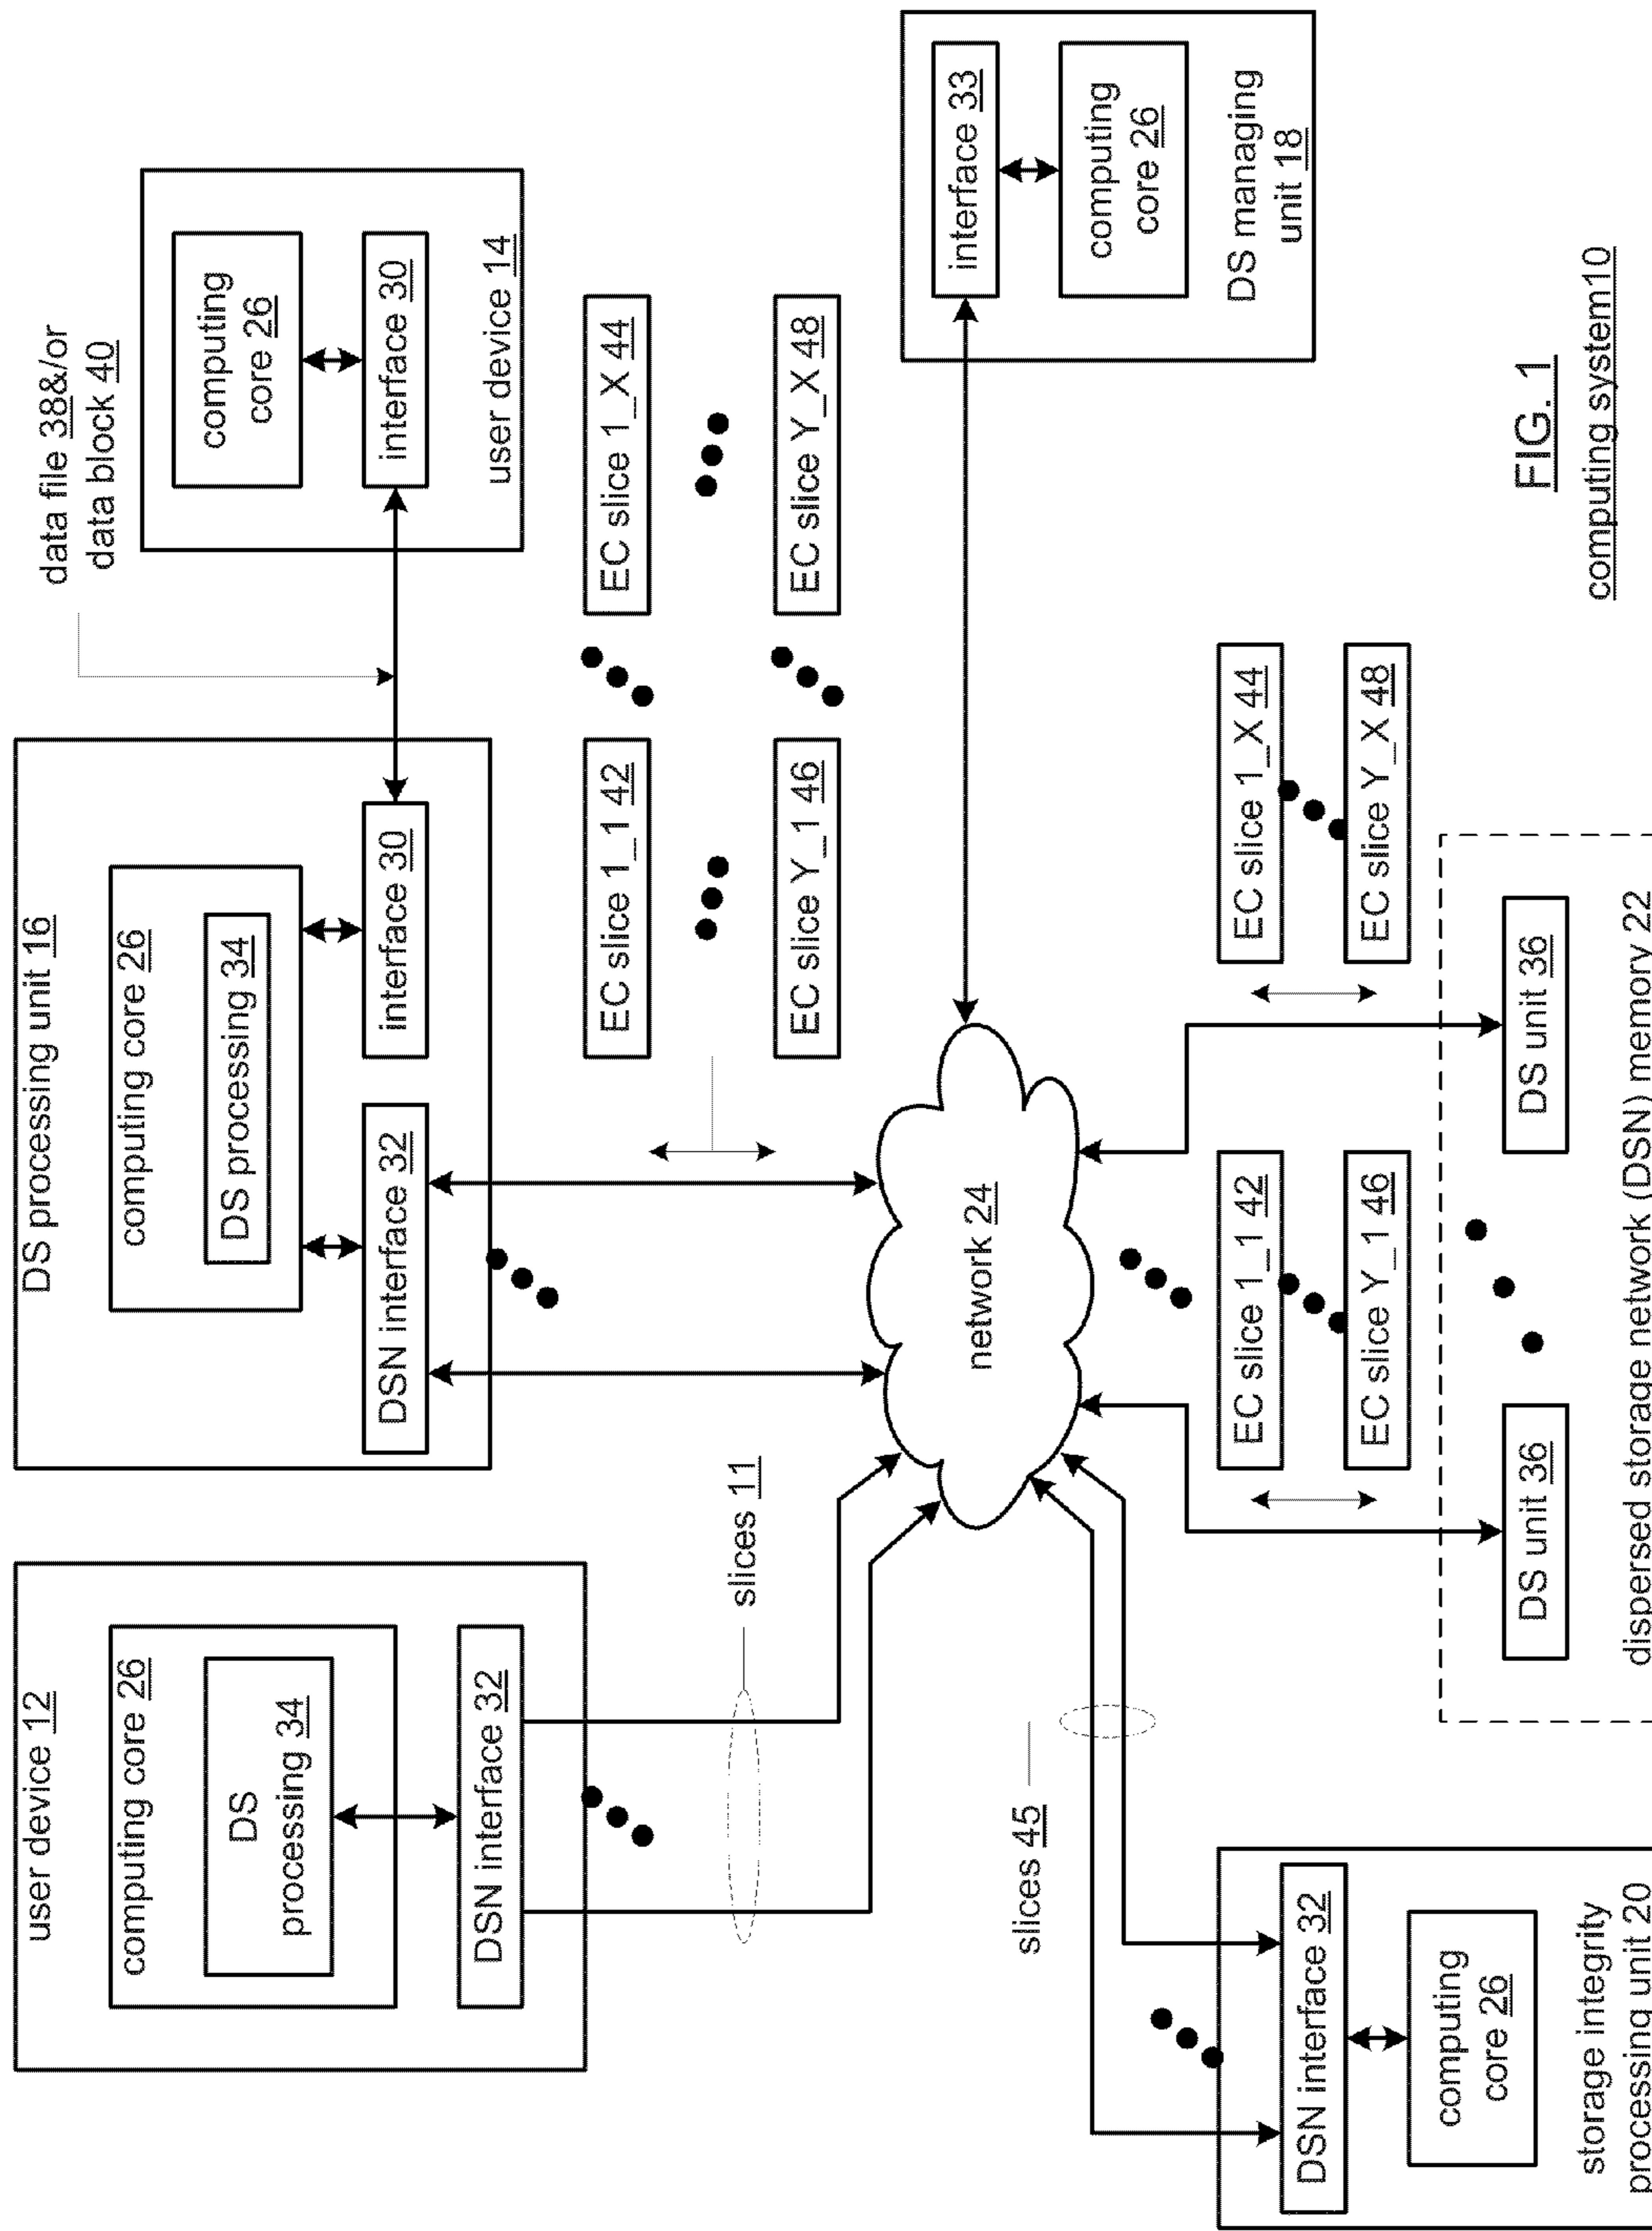 user device 12
computing core 26
DS
processing 34
DSN interface 32
slices 11
DS processing unit 16
computing core 26
DS processing 34
DSN interface 32
interface 30
data file 38&/or
data block 40
computing
core 26
interface 30
user device 14
EC slice 1_1 42
EC slice 1_X 44
EC slice Y_1 46
EC slice Y_X 48
network 24
interface 33
computing
core 26
DS managing
unit 18
slices 45
DSN interface 32
computing
core 26
storage integrity
processing unit 20
EC slice 1_1 42
EC slice 1_X 44
EC slice Y_1 46
EC slice Y_X 48
DS unit 36
DS unit 36
dispersed storage network (DSN) memory 22
FIG. 1
computing system10